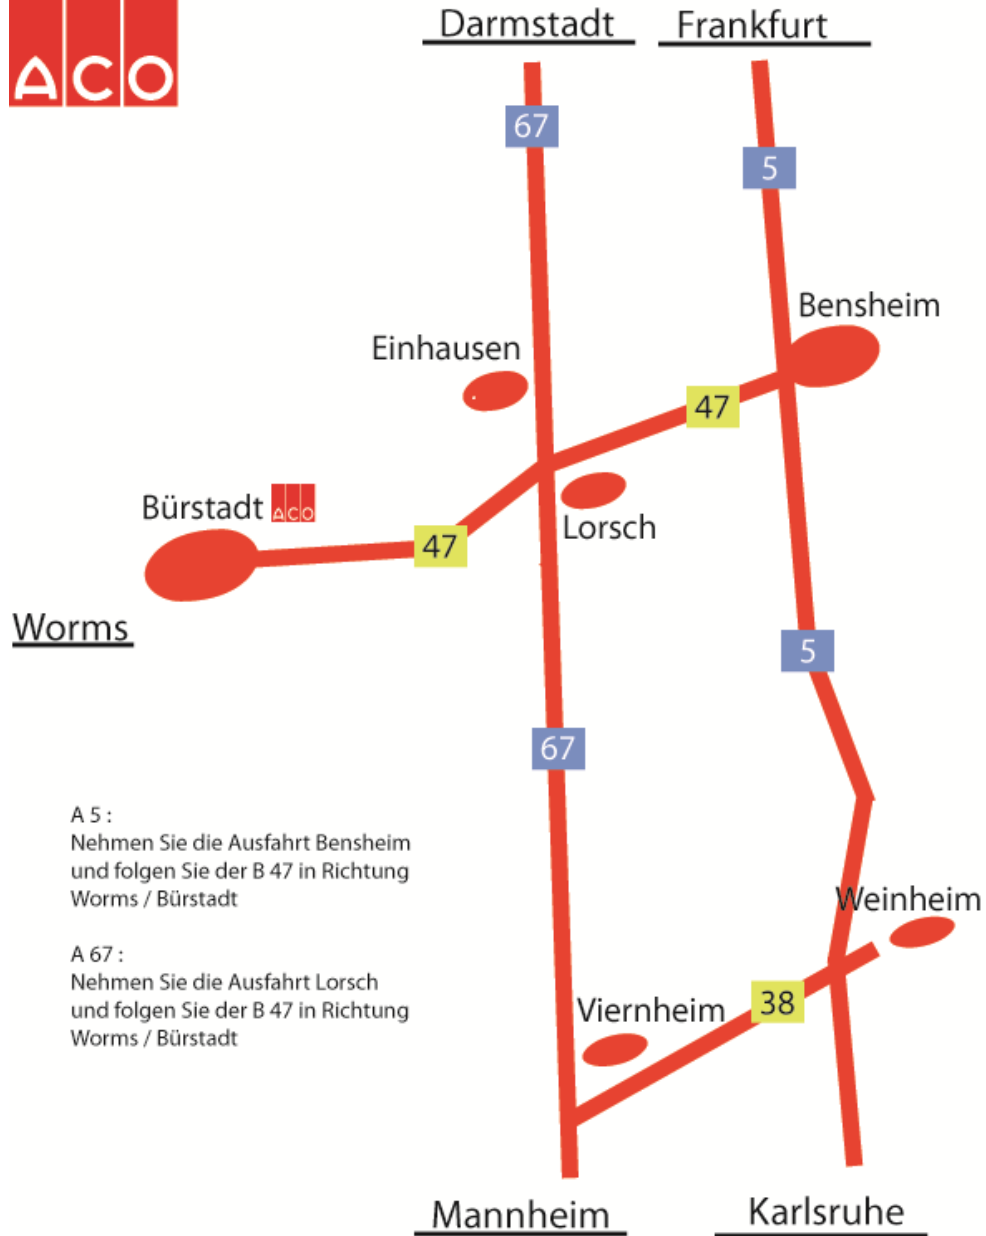 ACO
Darmstadt
Frankfurt
67
5
Bensheim
Einhausen
47
Bürstadt ACO
Lorsch
47
Worms
5
67
A 5 :
Nehmen Sie die Ausfahrt Bensheim
und folgen Sie der B 47 in Richtung
Worms / Bürstadt
A 67 :
Nehmen Sie die Ausfahrt Lorsch
und folgen Sie der B 47 in Richtung
Worms / Bürstadt
Weinheim
Viernheim
38
Mannheim
Karlsruhe